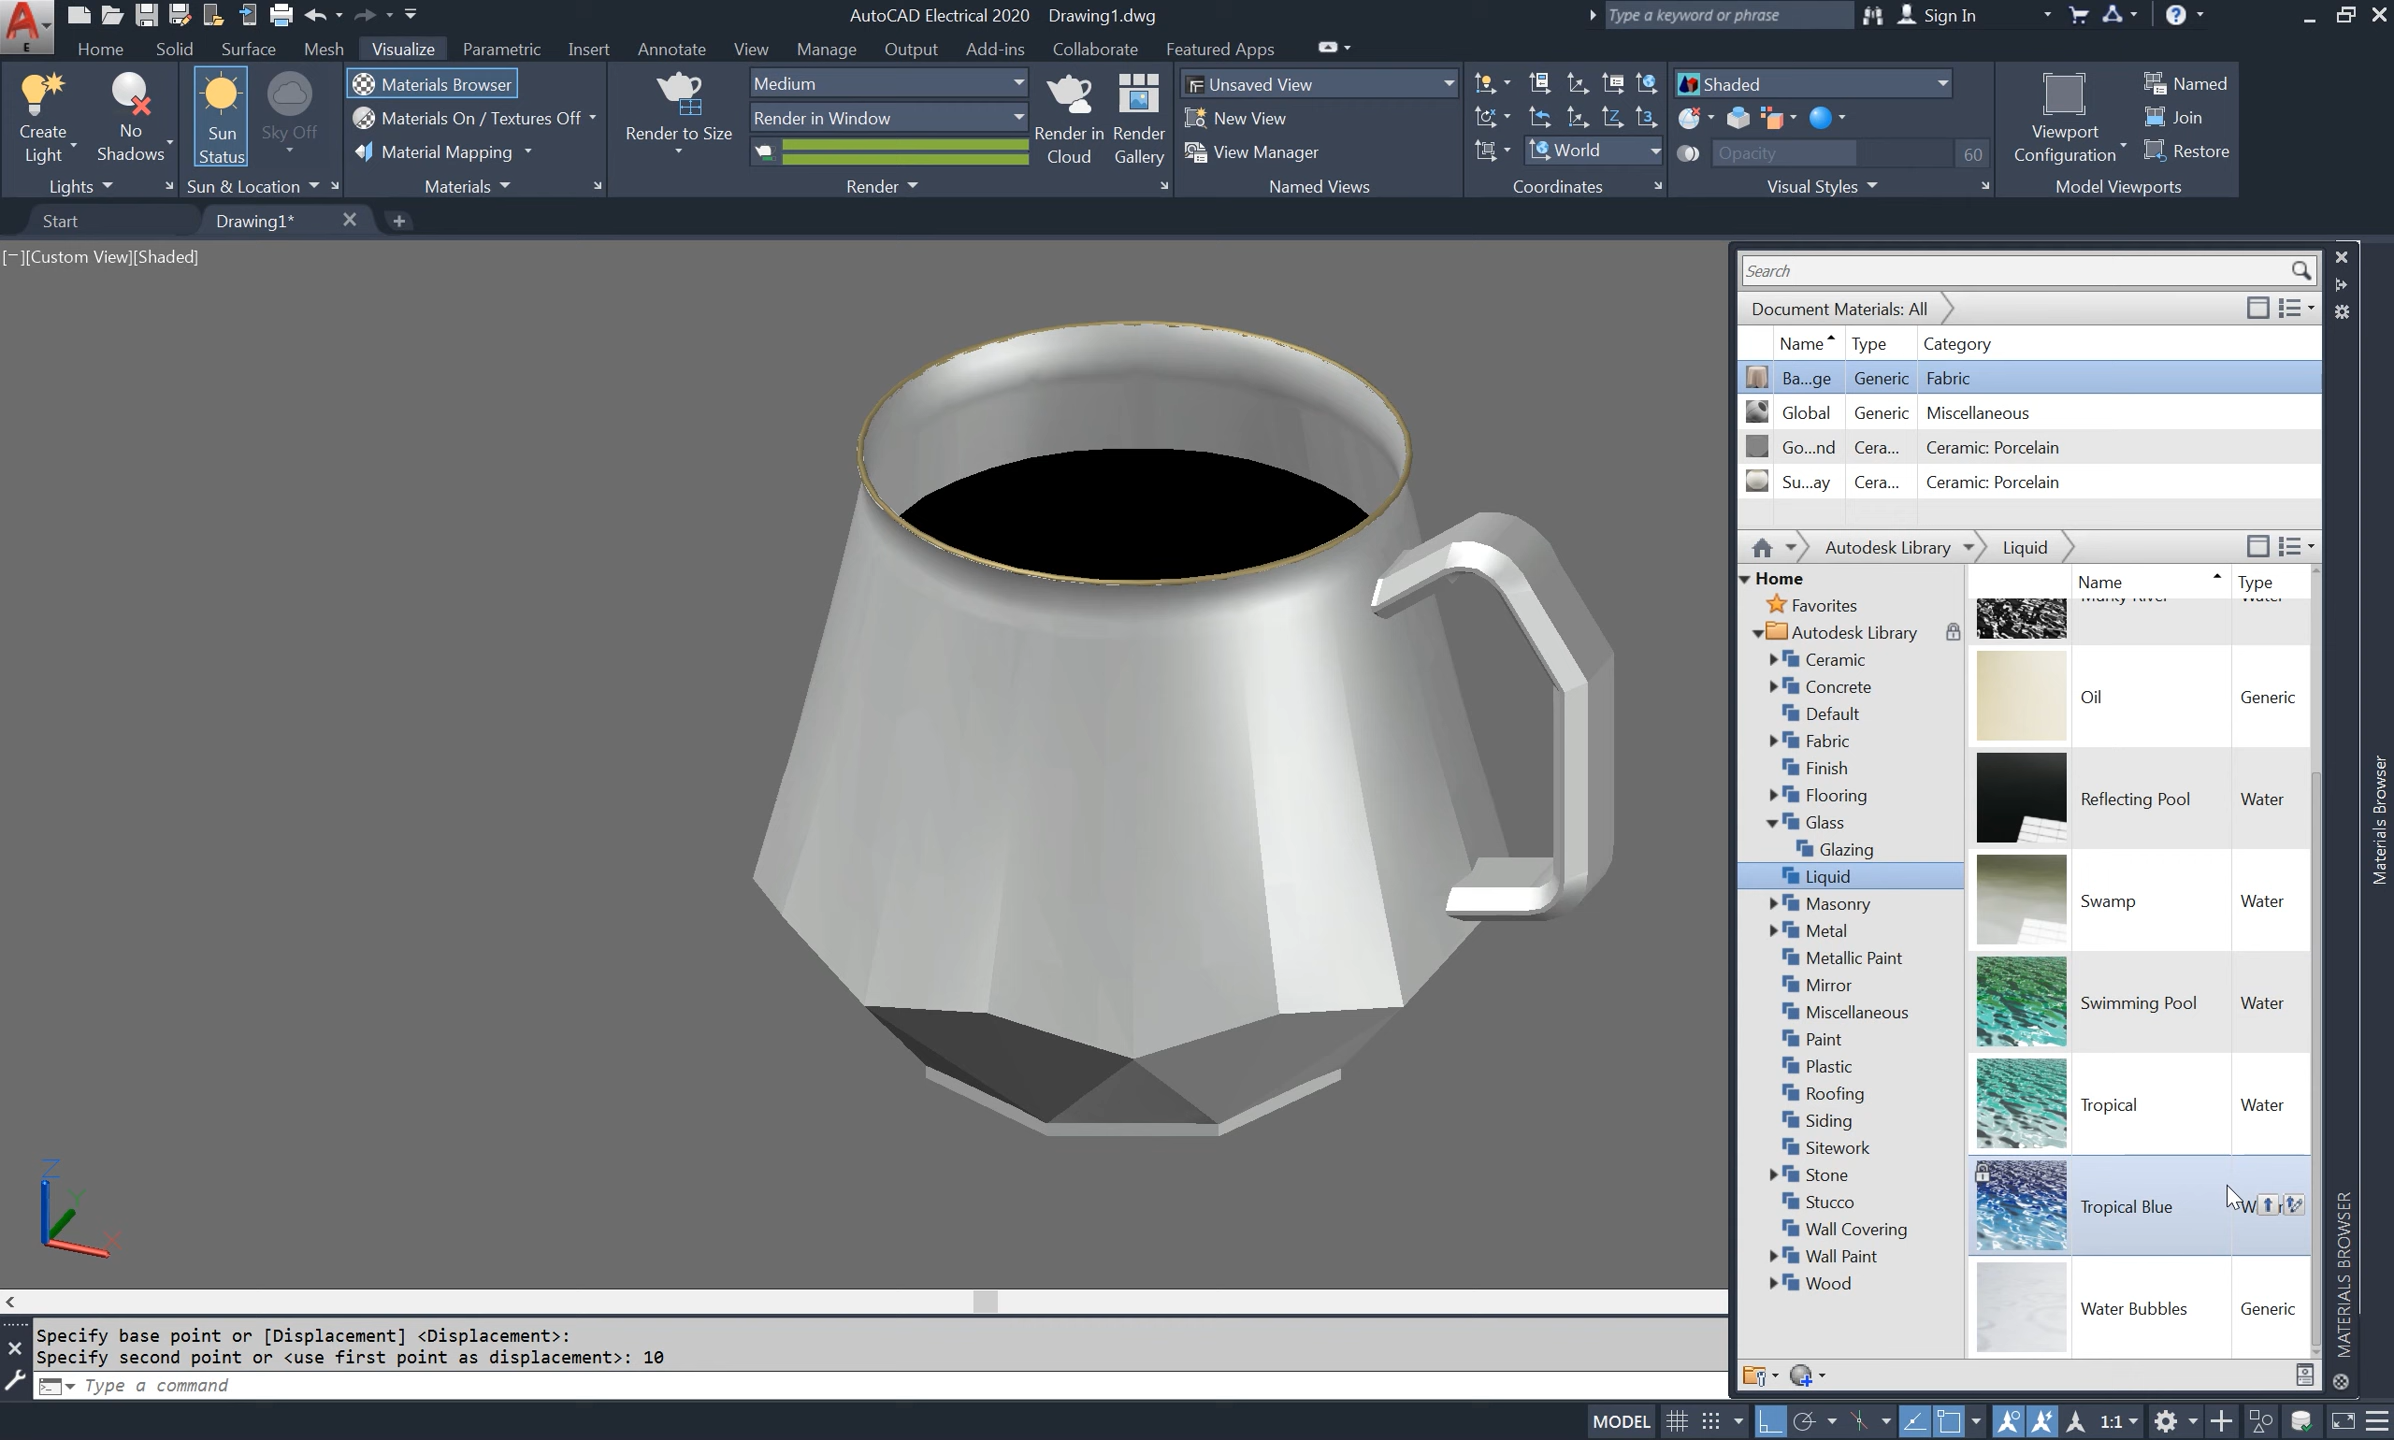 AutoCAD Electrical 2020 Drawing1.dwg
Type a keyword or phrase
Sign In
Home Solid Surface Mesh Visualize Parametric Insert Annotate View Manage Output Add-ins Collaborate Featured Apps
Create Light
No Shadows
Lights
Sun Status
Sky Off
Sun & Location
Materials Browser
Materials On / Textures Off
Material Mapping
Materials
Render to Size
Medium
Render in Window
Render in Cloud
Render Gallery
Render
Unsaved View
New View
View Manager
Named Views
World
Coordinates
Shaded
Opacity 60
Visual Styles
Viewport Configuration
Named
Join
Restore
Model Viewports
Start
Drawing1*
[−][Custom View][Shaded]
Search
Document Materials: All
Name Type Category
Ba...ge Generic Fabric
Global Generic Miscellaneous
Go...nd Cera... Ceramic: Porcelain
Su...ay Cera... Ceramic: Porcelain
Autodesk Library Liquid
Home
Favorites
Autodesk Library
Ceramic
Concrete
Default
Fabric
Finish
Flooring
Glass
Glazing
Liquid
Masonry
Metal
Metallic Paint
Mirror
Miscellaneous
Paint
Plastic
Roofing
Siding
Sitework
Stone
Stucco
Wall Covering
Wall Paint
Wood
Name Type
Oil Generic
Reflecting Pool Water
Swamp Water
Swimming Pool Water
Tropical Water
Tropical Blue
Water Bubbles Generic
Materials Browser
MATERIALS BROWSER
Z
Y
X
Specify base point or [Displacement] <Displacement>:
Specify second point or <use first point as displacement>: 10
Type a command
MODEL
1:1